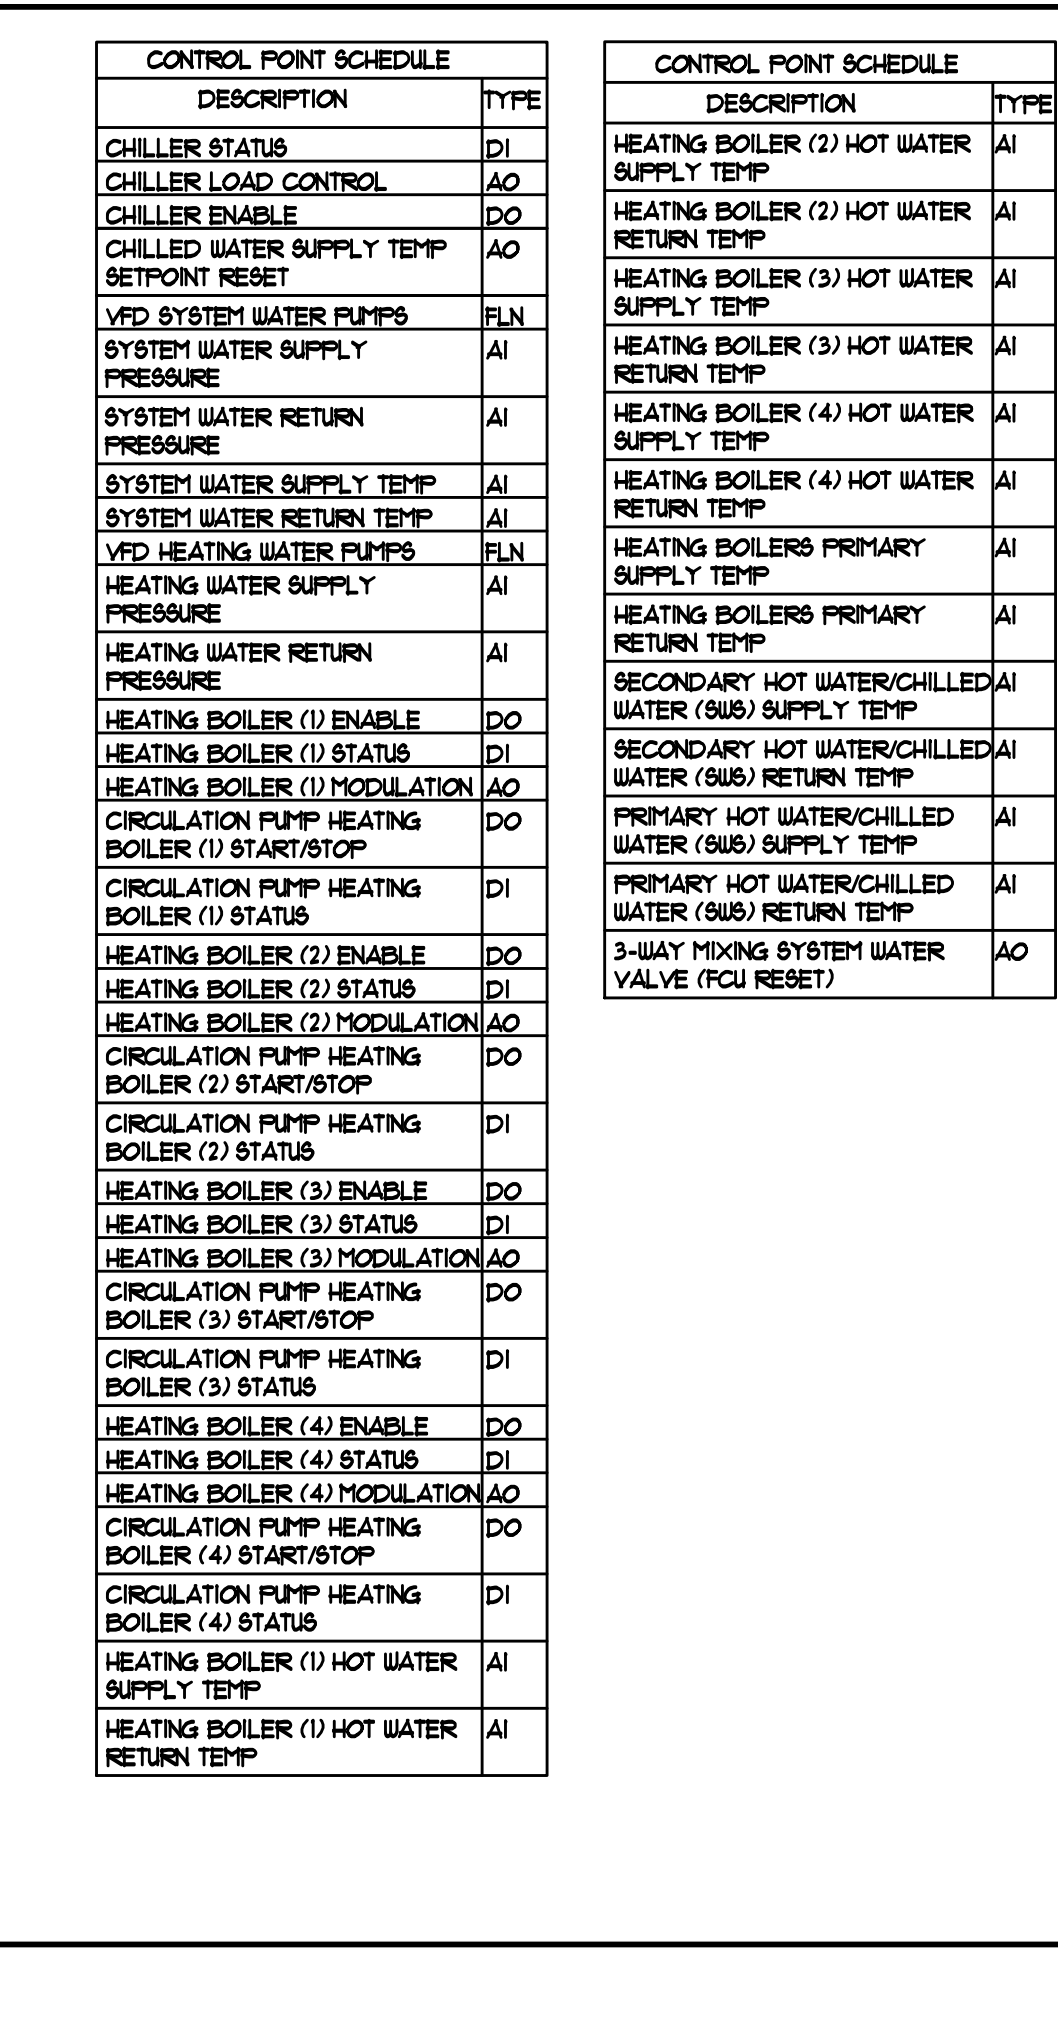 CONTROL POINT SCHEDULE
DESCRIPTION TYPE
CHILLER STATUS DI
CHILLER LOAD CONTROL AO
CHILLER ENABLE DO
CHILLED WATER SUPPLY TEMP AO
SETPOINT RESET
VFD SYSTEM WATER PUMPS FLN
SYSTEM WATER SUPPLY AI
PRESSURE
SYSTEM WATER RETURN AI
PRESSURE
SYSTEM WATER SUPPLY TEMP AI
SYSTEM WATER RETURN TEMP AI
VFD HEATING WATER PUMPS FLN
HEATING WATER SUPPLY AI
PRESSURE
HEATING WATER RETURN AI
PRESSURE
HEATING BOILER (1) ENABLE DO
HEATING BOILER (1) STATUS DI
HEATING BOILER (1) MODULATION AO
CIRCULATION PUMP HEATING DO
BOILER (1) START/STOP
CIRCULATION PUMP HEATING DI
BOILER (1) STATUS
HEATING BOILER (2) ENABLE DO
HEATING BOILER (2) STATUS DI
HEATING BOILER (2) MODULATION AO
CIRCULATION PUMP HEATING DO
BOILER (2) START/STOP
CIRCULATION PUMP HEATING DI
BOILER (2) STATUS
HEATING BOILER (3) ENABLE DO
HEATING BOILER (3) STATUS DI
HEATING BOILER (3) MODULATION AO
CIRCULATION PUMP HEATING DO
BOILER (3) START/STOP
CIRCULATION PUMP HEATING DI
BOILER (3) STATUS
HEATING BOILER (4) ENABLE DO
HEATING BOILER (4) STATUS DI
HEATING BOILER (4) MODULATION AO
CIRCULATION PUMP HEATING DO
BOILER (4) START/STOP
CIRCULATION PUMP HEATING DI
BOILER (4) STATUS
HEATING BOILER (1) HOT WATER AI
SUPPLY TEMP
HEATING BOILER (1) HOT WATER AI
RETURN TEMP
CONTROL POINT SCHEDULE
DESCRIPTION TYPE
HEATING BOILER (2) HOT WATER AI
SUPPLY TEMP
HEATING BOILER (2) HOT WATER AI
RETURN TEMP
HEATING BOILER (3) HOT WATER AI
SUPPLY TEMP
HEATING BOILER (3) HOT WATER AI
RETURN TEMP
HEATING BOILER (4) HOT WATER AI
SUPPLY TEMP
HEATING BOILER (4) HOT WATER AI
RETURN TEMP
HEATING BOILERS PRIMARY AI
SUPPLY TEMP
HEATING BOILERS PRIMARY AI
RETURN TEMP
SECONDARY HOT WATER/CHILLED AI
WATER (SWS) SUPPLY TEMP
SECONDARY HOT WATER/CHILLED AI
WATER (SWS) RETURN TEMP
PRIMARY HOT WATER/CHILLED AI
WATER (SWS) SUPPLY TEMP
PRIMARY HOT WATER/CHILLED AI
WATER (SWS) RETURN TEMP
3-WAY MIXING SYSTEM WATER AO
VALVE (FCU RESET)